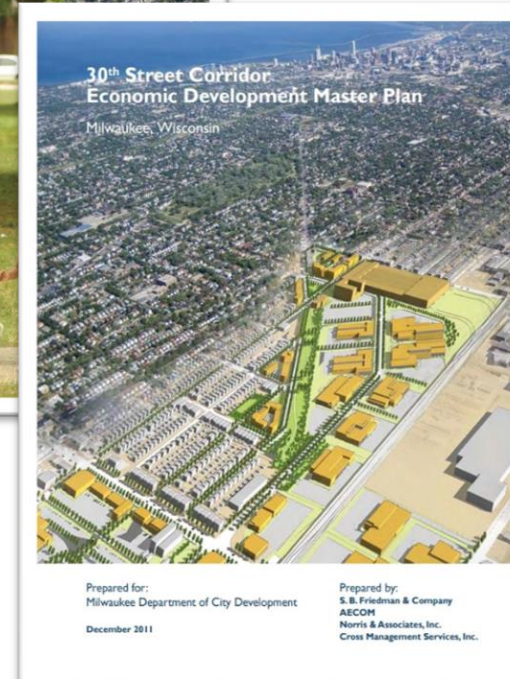 30th Street Corridor
Economic Development Master Plan
Milwaukee, Wisconsin
Prepared for:
Milwaukee Department of City Development
December 2011
Prepared by:
S. B. Friedman & Company
AECOM
Norris & Associates, Inc.
Cross Management Services, Inc.